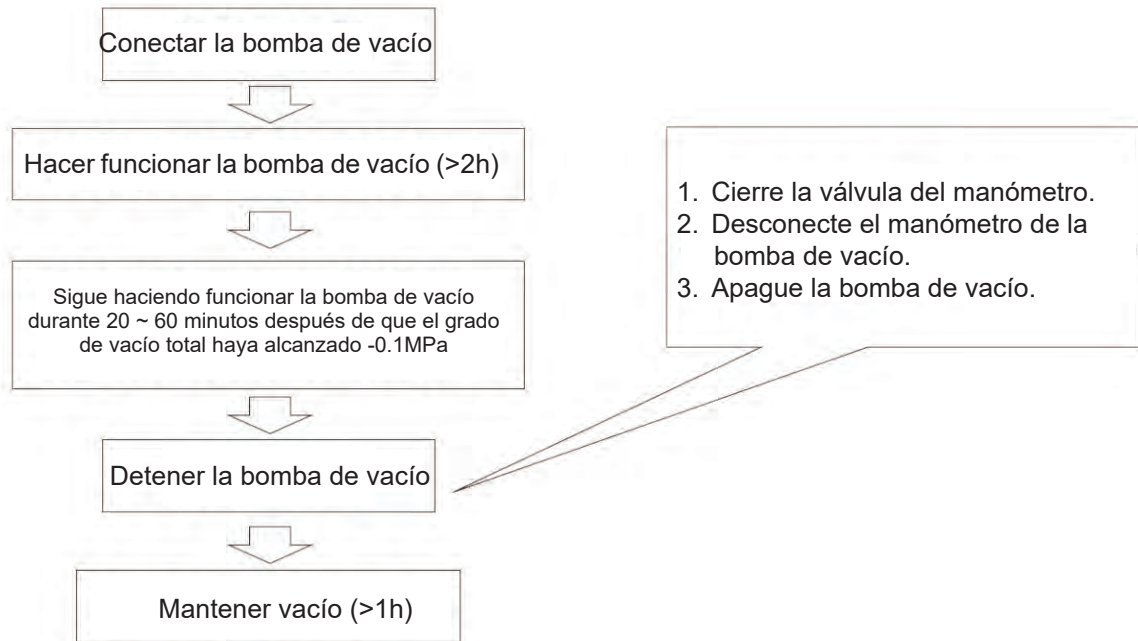 Conectar la bomba de vacío
Hacer funcionar la bomba de vacío (>2h)
Sigue haciendo funcionar la bomba de vacío
durante 20 ~ 60 minutos después de que el grado
de vacío total haya alcanzado -0.1MPa
Detener la bomba de vacío
Mantener vacío (>1h)
1. Cierre la válvula del manómetro.
2. Desconecte el manómetro de la
bomba de vacío.
3. Apague la bomba de vacío.